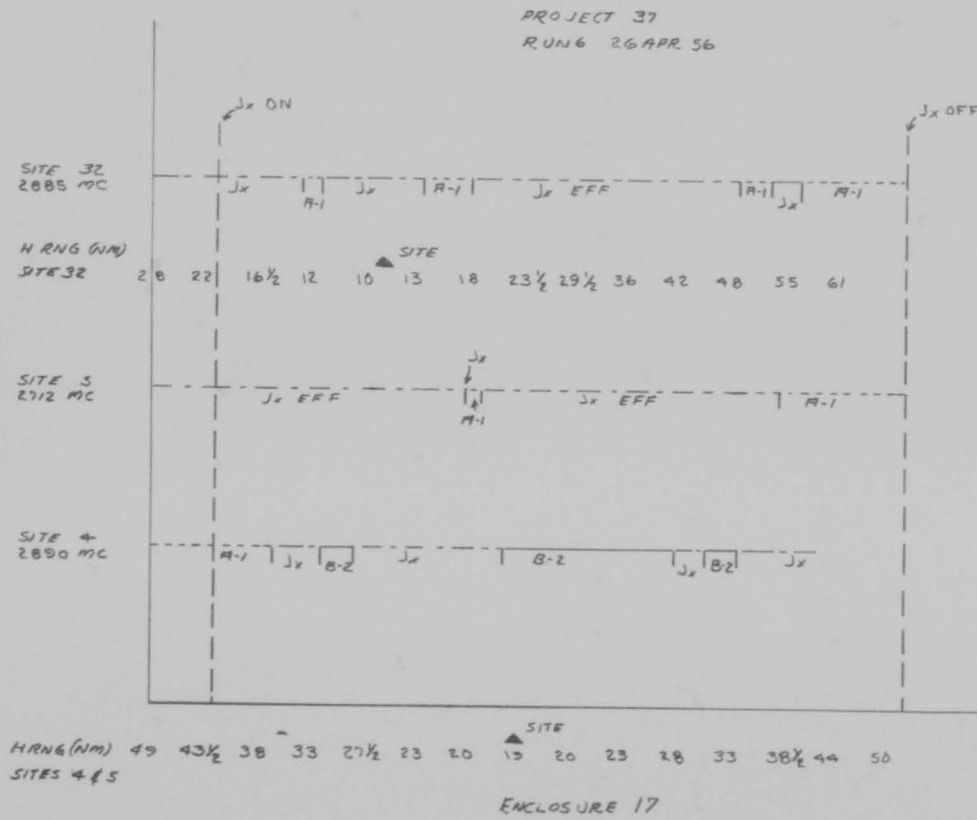 PROJECT 37
RUN 6 26 APR 56
Jx ON
Jx OFF
SITE 32
2885 MC
Jx A-1 Jx A-1 Jx EFF A-1 Jx A-1
H RNG (NM)
SITE 32
SITE
28 22 16½ 12 10 13 18 23½ 29½ 36 42 48 55 61
Jx
SITE 5
2712 MC
Jx EFF A-1 Jx EFF A-1
SITE 4
2890 MC
A-1 Jx B-2 Jx B-2 Jx B-2 Jx
SITE
H RNG (NM) 49 43½ 38 33 27½ 23 20 19 20 23 28 33 38½ 44 50
SITES 4 & 5
ENCLOSURE 17